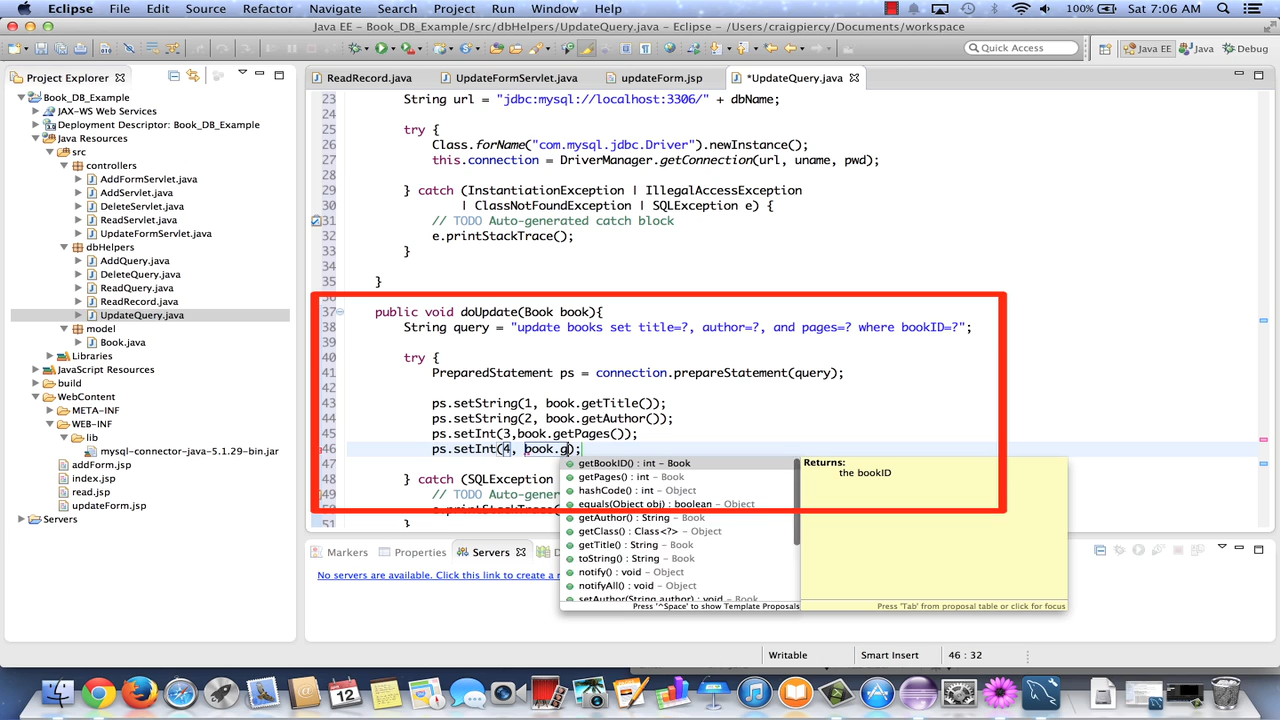 Eclipse File Edit Source Refactor Navigate Search Project Run Window Help 100% Sat 7:06 AM
Java EE – Book_DB_Example/src/dbHelpers/UpdateQuery.java – Eclipse – /Users/craigpiercy/Documents/workspace
Quick Access Java EE Java Debug
Project Explorer
Book_DB_Example
JAX-WS Web Services
Deployment Descriptor: Book_DB_Example
Java Resources
src
controllers
AddFormServlet.java
AddServlet.java
DeleteServlet.java
ReadServlet.java
UpdateFormServlet.java
dbHelpers
AddQuery.java
DeleteQuery.java
ReadQuery.java
ReadRecord.java
UpdateQuery.java
model
Book.java
Libraries
JavaScript Resources
build
WebContent
META-INF
WEB-INF
lib
mysql-connector-java-5.1.29-bin.jar
addForm.jsp
index.jsp
read.jsp
updateForm.jsp
Servers
ReadRecord.java UpdateFormServlet.java updateForm.jsp *UpdateQuery.java
23 String url = "jdbc:mysql://localhost:3306/" + dbName;
24
25 try {
26 Class.forName("com.mysql.jdbc.Driver").newInstance();
27 this.connection = DriverManager.getConnection(url, uname, pwd);
28
29 } catch (InstantiationException | IllegalAccessException
30 | ClassNotFoundException | SQLException e) {
31 // TODO Auto-generated catch block
32 e.printStackTrace();
33 }
34
35 }
36
37 public void doUpdate(Book book){
38 String query = "update books set title=?, author=?, and pages=? where bookID=?";
39
40 try {
41 PreparedStatement ps = connection.prepareStatement(query);
42
43 ps.setString(1, book.getTitle());
44 ps.setString(2, book.getAuthor());
45 ps.setInt(3,book.getPages());
46 ps.setInt(4, book.g);
47
48 } catch (SQLException
49 // TODO Auto-gene
50
51 }
getBookID() : int – Book
getPages() : int – Book
hashCode() : int – Object
equals(Object obj) : boolean – Object
getAuthor() : String – Book
getClass() : Class<?> – Object
getTitle() : String – Book
toString() : String – Book
notify() : void – Object
notifyAll() : void – Object
setAuthor(String author) : void – Book
Press '^Space' to show Template Proposals
Returns:
the bookID
Press 'Tab' from proposal table or click for focus
Markers Properties Servers
No servers are available. Click this link to create a
Writable Smart Insert 46 : 32
12